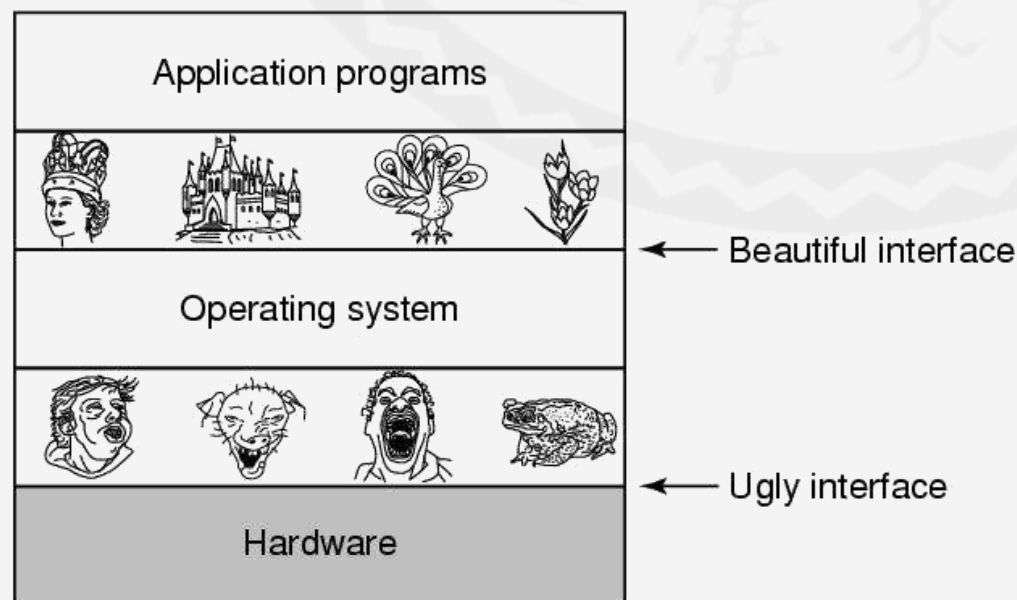 Application programs
Beautiful interface
Operating system
Ugly interface
Hardware